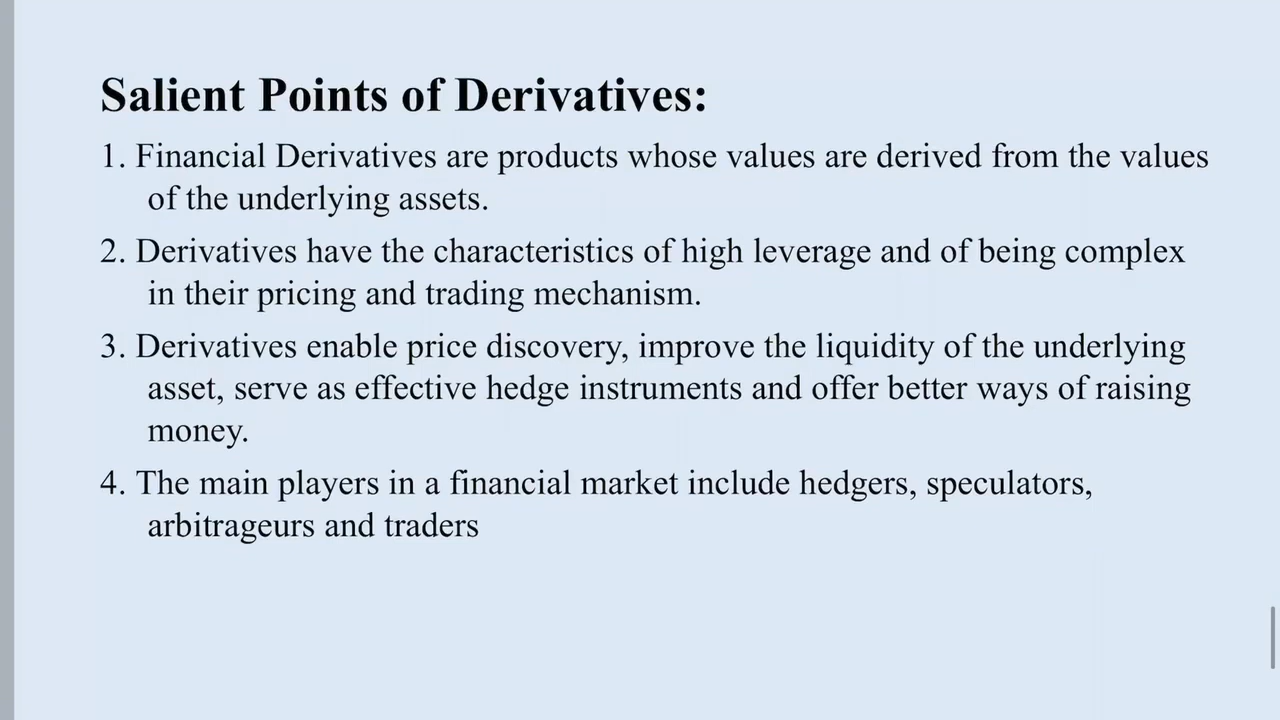 Salient Points of Derivatives:
1. Financial Derivatives are products whose values are derived from the values
of the underlying assets.
2. Derivatives have the characteristics of high leverage and of being complex
in their pricing and trading mechanism.
3. Derivatives enable price discovery, improve the liquidity of the underlying
asset, serve as effective hedge instruments and offer better ways of raising
money.
4. The main players in a financial market include hedgers, speculators,
arbitrageurs and traders